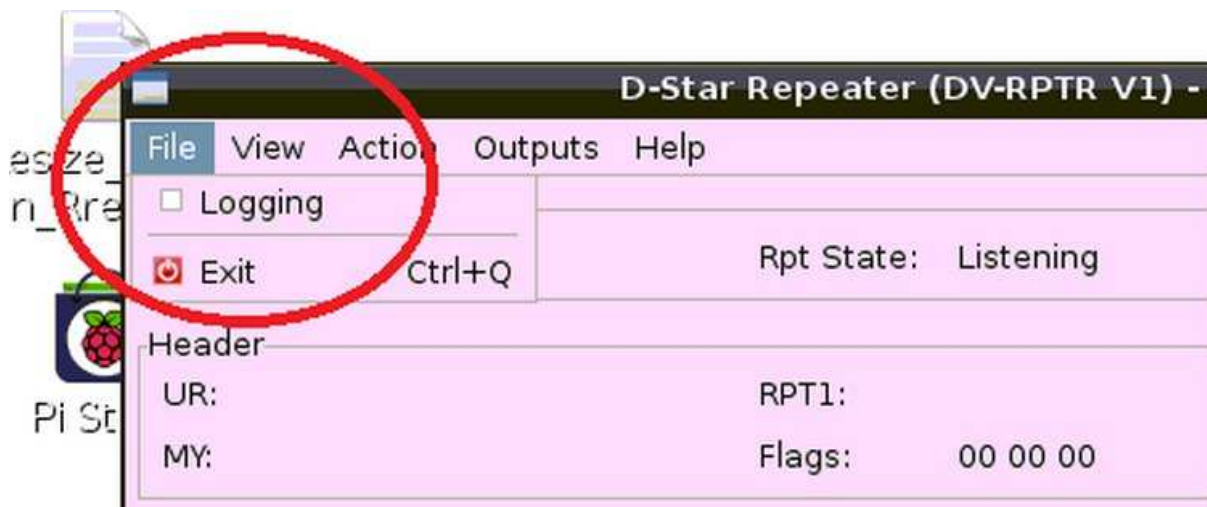 D-Star Repeater (DV-RPTR V1) -
File View Action Outputs Help
Logging
Exit Ctrl+Q
Rpt State: Listening
Header
UR: RPT1:
MY: Flags: 00 00 00
Pi St